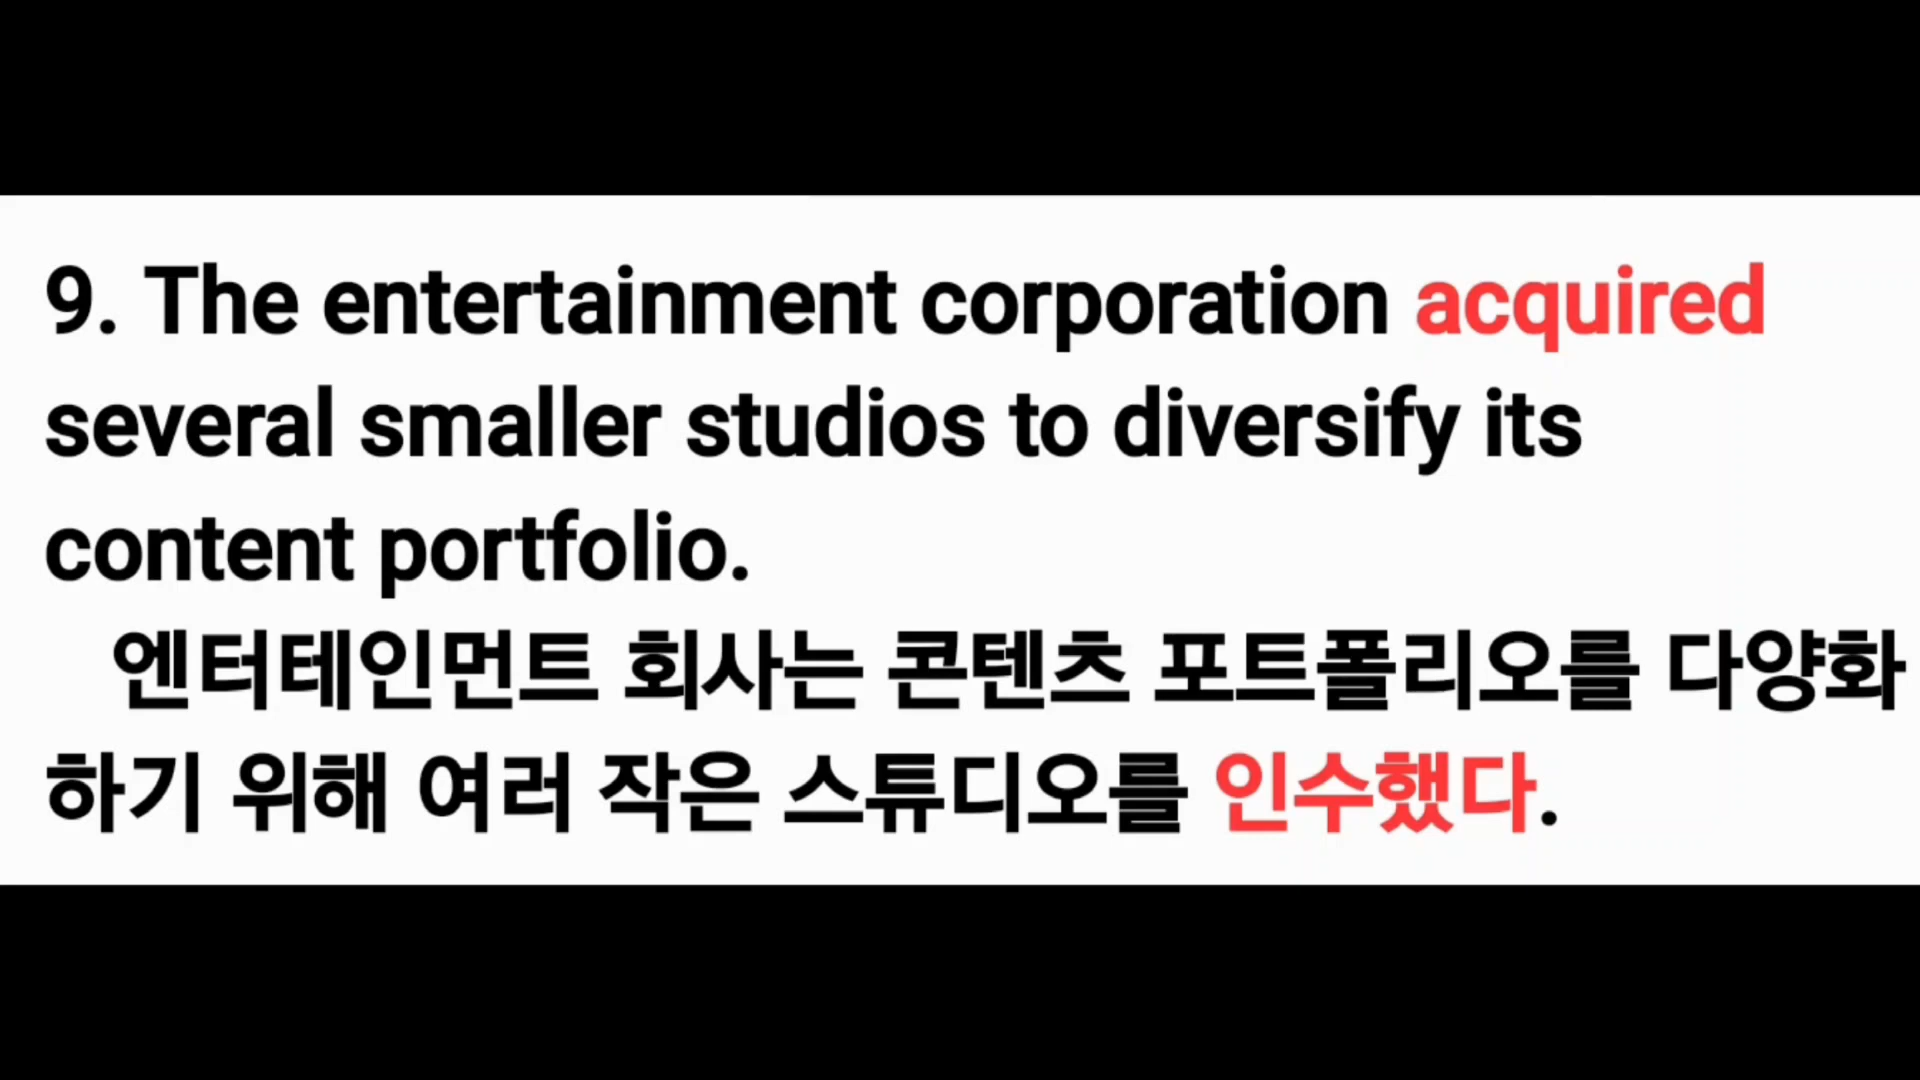 9. The entertainment corporation acquired
several smaller studios to diversify its
content portfolio.
엔터테인먼트 회사는 콘텐츠 포트폴리오를 다양화
하기 위해 여러 작은 스튜디오를 인수했다.